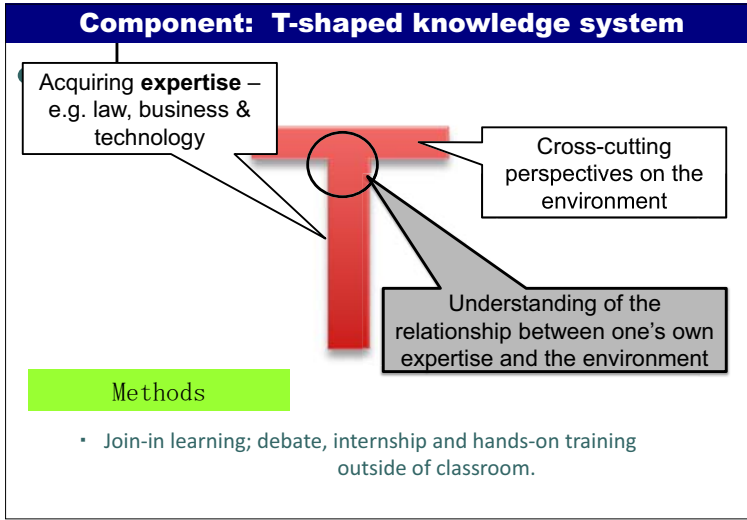 Component: T-shaped knowledge system
Acquiring expertise –
e.g. law, business &
technology
Cross-cutting
perspectives on the
environment
Understanding of the
relationship between one’s own
expertise and the environment
Methods
・ Join-in learning; debate, internship and hands-on training
outside of classroom.